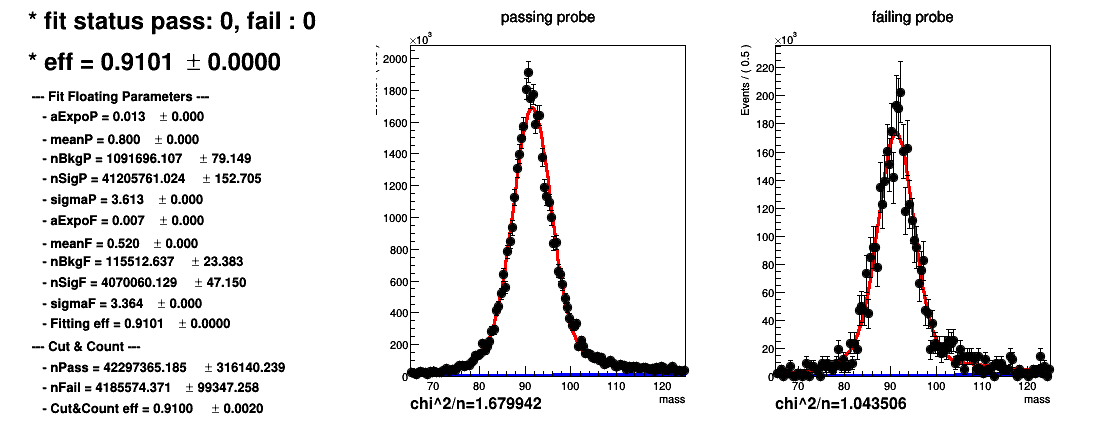 * fit status pass: 0, fail : 0
* eff = 0.9101 ± 0.0000
--- Fit Floating Parameters ---
- aExpoP = 0.013 ± 0.000
- meanP = 0.800 ± 0.000
- nBkgP = 1091696.107 ± 79.149
- nSigP = 41205761.024 ± 152.705
- sigmaP = 3.613 ± 0.000
- aExpoF = 0.007 ± 0.000
- meanF = 0.520 ± 0.000
- nBkgF = 115512.637 ± 23.383
- nSigF = 4070060.129 ± 47.150
- sigmaF = 3.364 ± 0.000
- Fitting eff = 0.9101 ± 0.0000
--- Cut & Count ---
- nPass = 42297365.185 ± 316140.239
- nFail = 4185574.371 ± 99347.258
- Cut&Count eff = 0.9100 ± 0.0020
passing probe
×10³
2000
1800
1600
1400
1200
1000
800
600
400
200
0
70 80 90 100 110 120
mass
chi^2/n=1.679942
failing probe
×10³
Events / ( 0.5 )
220
200
180
160
140
120
100
80
60
40
20
0
70 80 90 100 110 120
mass
chi^2/n=1.043506